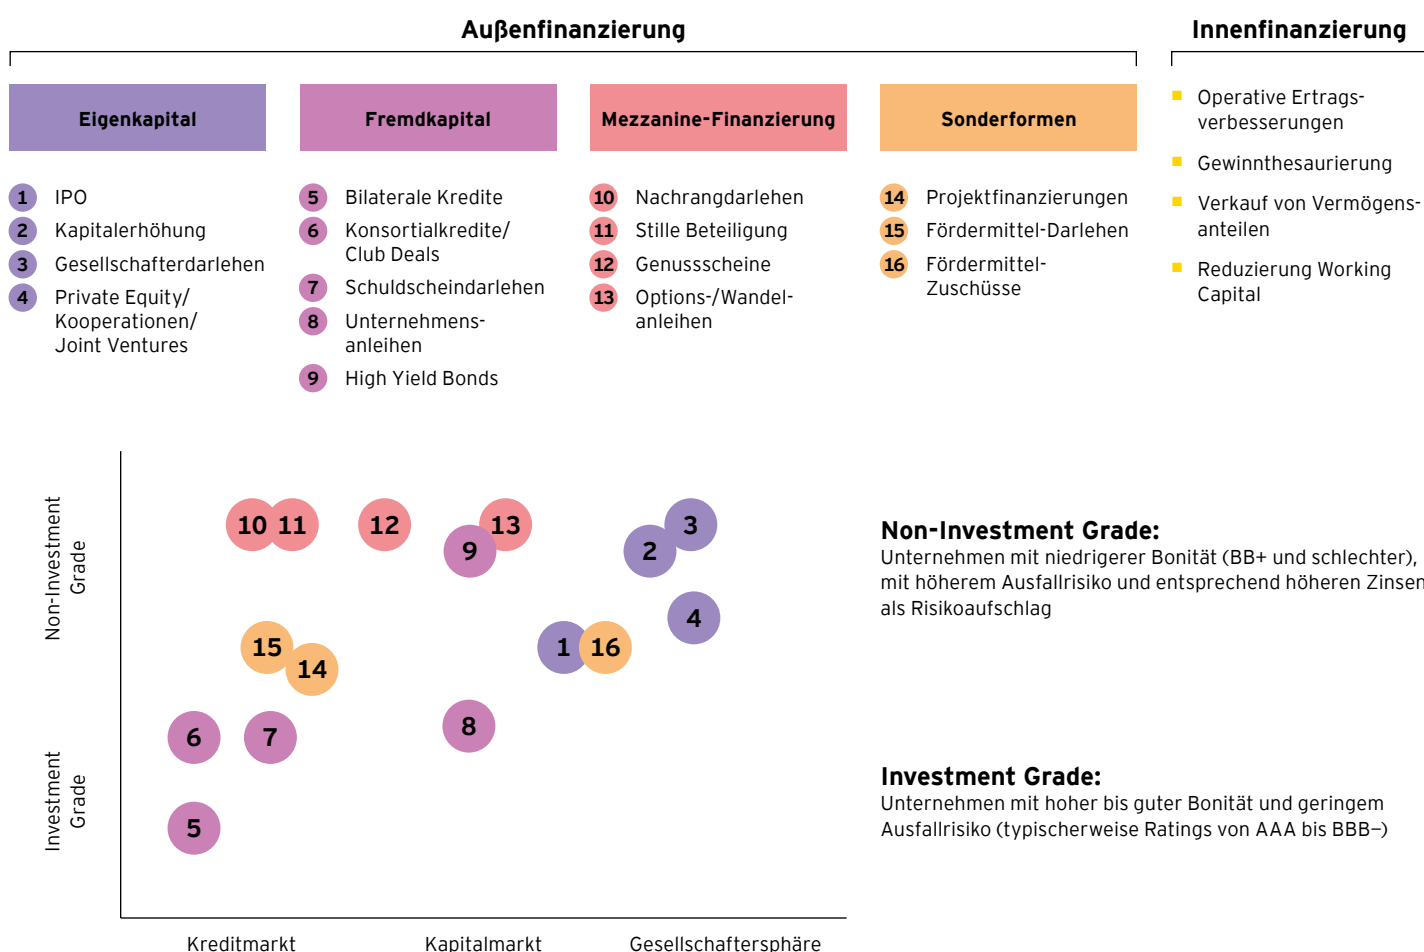 Außenfinanzierung
Innenfinanzierung
Eigenkapital
1 IPO
2 Kapitalerhöhung
3 Gesellschafterdarlehen
4 Private Equity/
Kooperationen/
Joint Ventures
Fremdkapital
5 Bilaterale Kredite
6 Konsortialkredite/
Club Deals
7 Schuldscheindarlehen
8 Unternehmens-
anleihen
9 High Yield Bonds
Mezzanine-Finanzierung
10 Nachrangdarlehen
11 Stille Beteiligung
12 Genussscheine
13 Options-/Wandel-
anleihen
Sonderformen
14 Projektfinanzierungen
15 Fördermittel-Darlehen
16 Fördermittel-
Zuschüsse
Operative Ertrags-
verbesserungen
Gewinnthesaurierung
Verkauf von Vermögens-
anteilen
Reduzierung Working
Capital
Non-Investment
Grade
Investment
Grade
10 11 12 13 3
9 2
4
15 1 16
14
8
6 7
5
Kreditmarkt Kapitalmarkt Gesellschaftersphäre
Non-Investment Grade:
Unternehmen mit niedrigerer Bonität (BB+ und schlechter),
mit höherem Ausfallrisiko und entsprechend höheren Zinsen
als Risikoaufschlag
Investment Grade:
Unternehmen mit hoher bis guter Bonität und geringem
Ausfallrisiko (typischerweise Ratings von AAA bis BBB–)